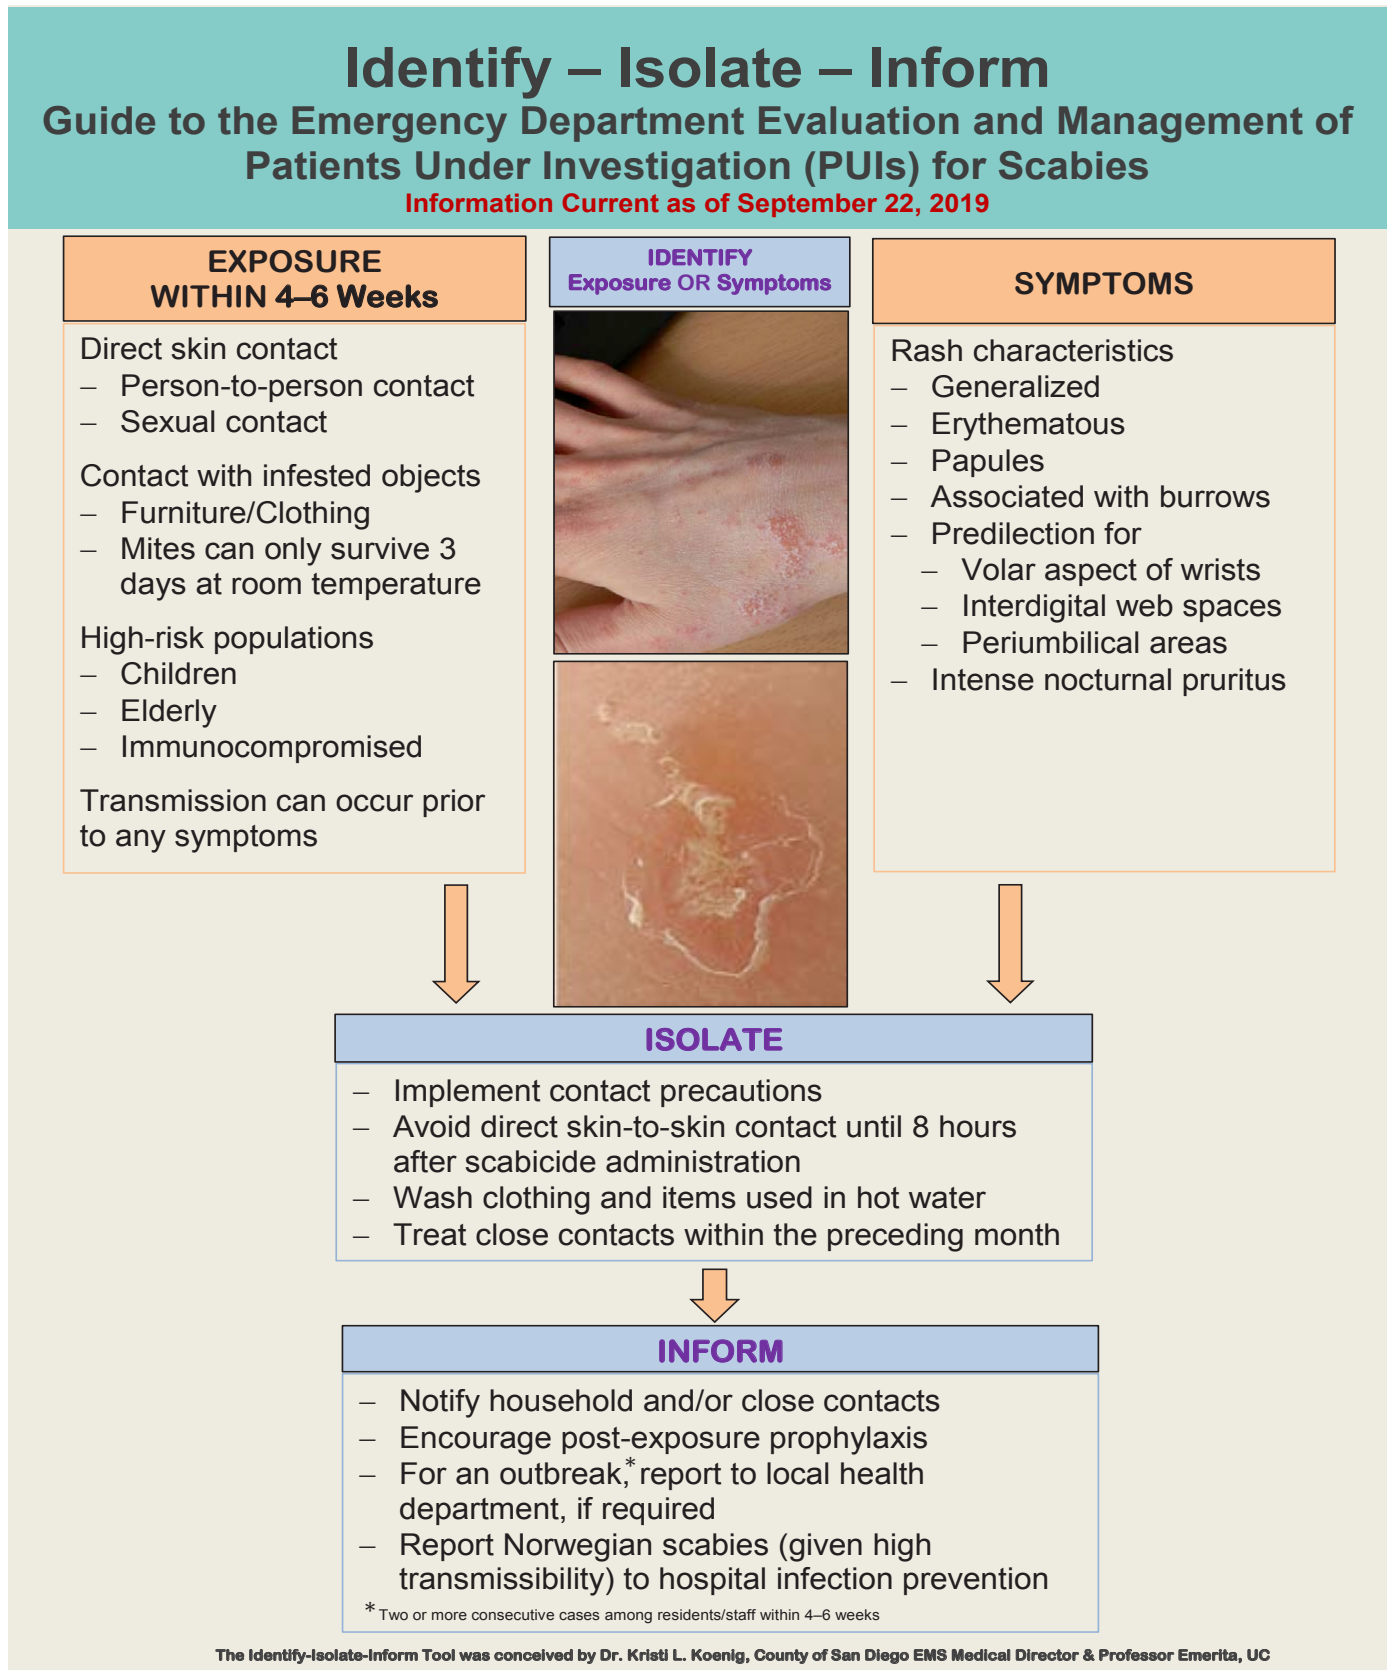 Identify – Isolate – Inform
Guide to the Emergency Department Evaluation and Management of
Patients Under Investigation (PUIs) for Scabies
Information Current as of September 22, 2019
EXPOSURE
WITHIN 4–6 Weeks
Direct skin contact
– Person-to-person contact
– Sexual contact
Contact with infested objects
– Furniture/Clothing
– Mites can only survive 3
days at room temperature
High-risk populations
– Children
– Elderly
– Immunocompromised
Transmission can occur prior
to any symptoms
IDENTIFY
Exposure OR Symptoms
SYMPTOMS
Rash characteristics
– Generalized
– Erythematous
– Papules
– Associated with burrows
– Predilection for
– Volar aspect of wrists
– Interdigital web spaces
– Periumbilical areas
– Intense nocturnal pruritus
ISOLATE
– Implement contact precautions
– Avoid direct skin-to-skin contact until 8 hours
after scabicide administration
– Wash clothing and items used in hot water
– Treat close contacts within the preceding month
INFORM
– Notify household and/or close contacts
– Encourage post-exposure prophylaxis
– For an outbreak,* report to local health
department, if required
– Report Norwegian scabies (given high
transmissibility) to hospital infection prevention
* Two or more consecutive cases among residents/staff within 4–6 weeks
The Identify-Isolate-Inform Tool was conceived by Dr. Kristi L. Koenig, County of San Diego EMS Medical Director & Professor Emerita, UC